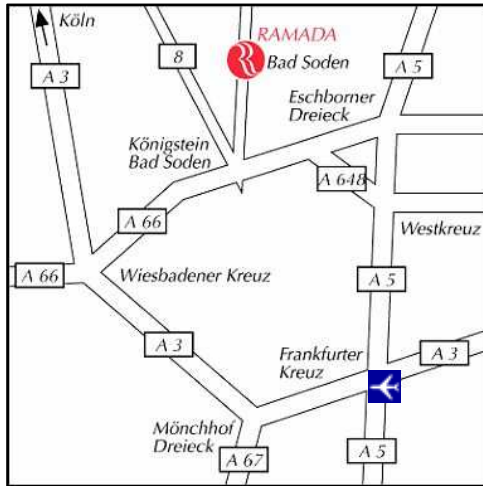 Köln
RAMADA
Bad Soden
A 3
8
A 5
Eschborner
Dreieck
Königstein
Bad Soden
A 648
A 66
Westkreuz
A 66
Wiesbadener Kreuz
A 5
A 3
Frankfurter
Kreuz
A 3
Mönchhof
Dreieck
A 67
A 5